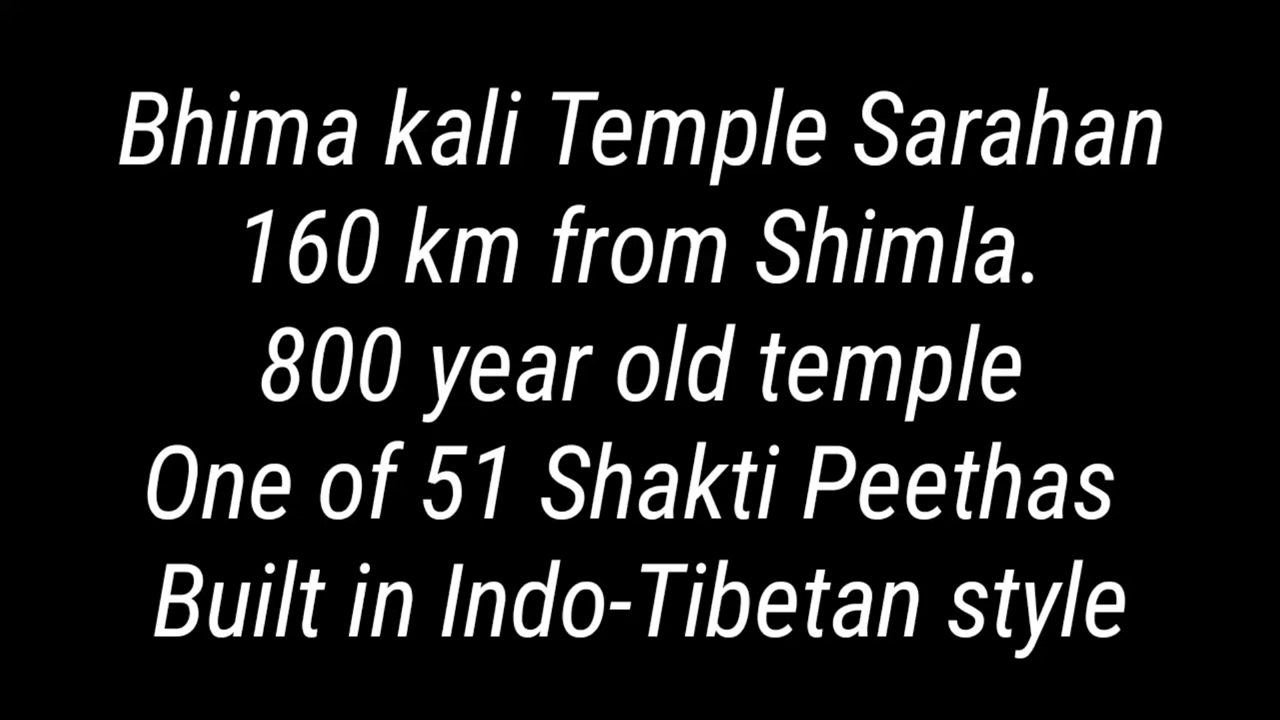 Bhima kali Temple Sarahan
160 km from Shimla.
800 year old temple
One of 51 Shakti Peethas
Built in Indo-Tibetan style